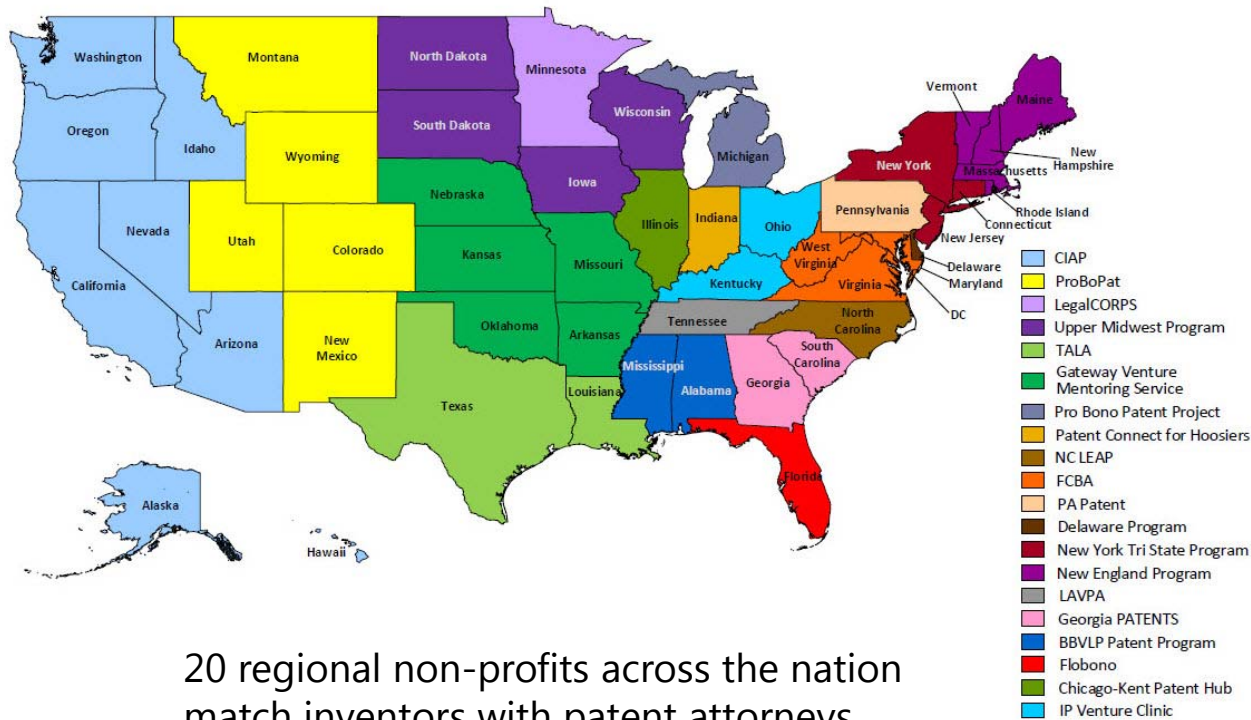 Washington
Montana
North Dakota
Minnesota
Oregon
Idaho
Wyoming
South Dakota
Wisconsin
Michigan
Vermont
Maine
New York
New
Hampshire
Massachusetts
Rhode Island
Connecticut
Nevada
Utah
Colorado
Nebraska
Iowa
Illinois
Indiana
Ohio
Pennsylvania
New Jersey
Delaware
Maryland
DC
California
Kansas
Missouri
West
Virginia
Virginia
Kentucky
Arizona
New
Mexico
Oklahoma
Arkansas
Tennessee
North
Carolina
South
Carolina
Texas
Louisiana
Mississippi
Alabama
Georgia
Florida
Alaska
Hawaii
CIAP
ProBoPat
LegalCORPS
Upper Midwest Program
TALA
Gateway Venture
Mentoring Service
Pro Bono Patent Project
Patent Connect for Hoosiers
NC LEAP
FCBA
PA Patent
Delaware Program
New York Tri State Program
New England Program
LAVPA
Georgia PATENTS
BBVLP Patent Program
Flobono
Chicago-Kent Patent Hub
IP Venture Clinic
20 regional non-profits across the nation
match inventors with patent attorneys